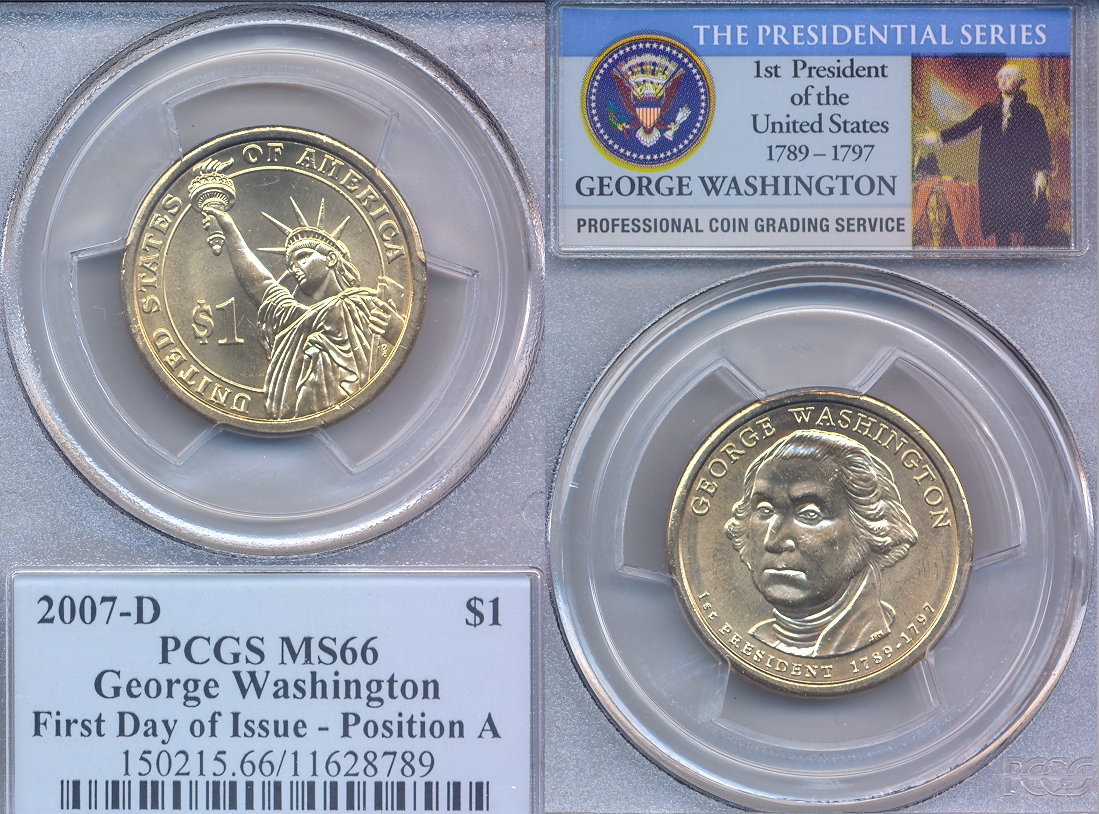 UNITED STATES OF AMERICA
$1
2007-D $1
PCGS MS66
George Washington
First Day of Issue - Position A
150215.66/11628789
THE PRESIDENTIAL SERIES
1st President
of the
United States
1789 – 1797
GEORGE WASHINGTON
PROFESSIONAL COIN GRADING SERVICE
GEORGE WASHINGTON
1st PRESIDENT 1789-1797
PCGS